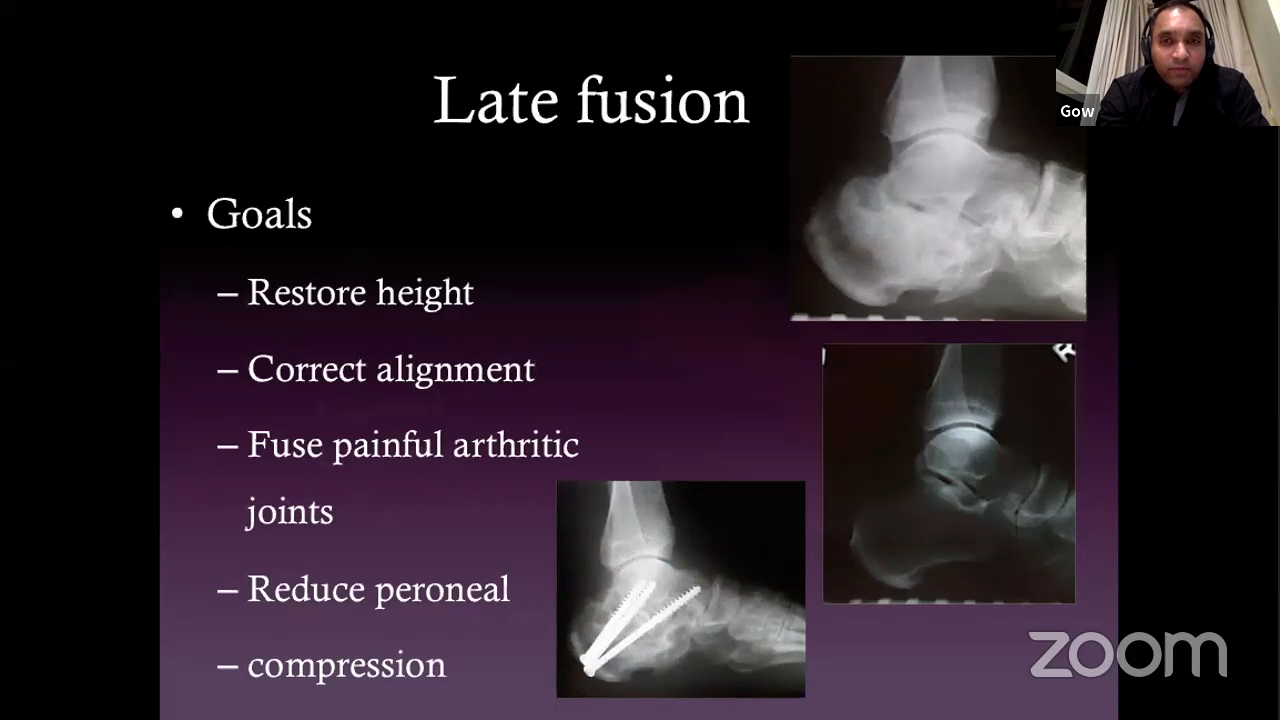 Gow
Late fusion
• Goals
– Restore height
– Correct alignment
– Fuse painful arthritic
joints
– Reduce peroneal
– compression
R
zoom